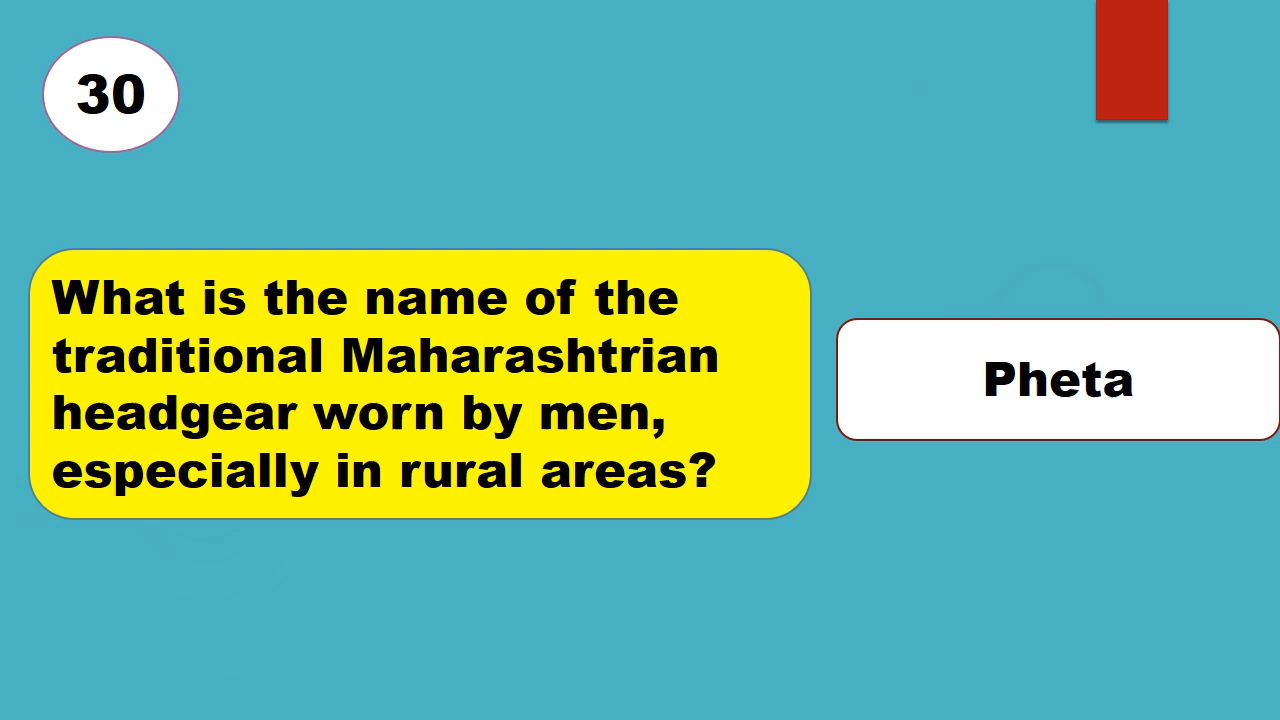 30
What is the name of the
traditional Maharashtrian
headgear worn by men,
especially in rural areas?
Pheta